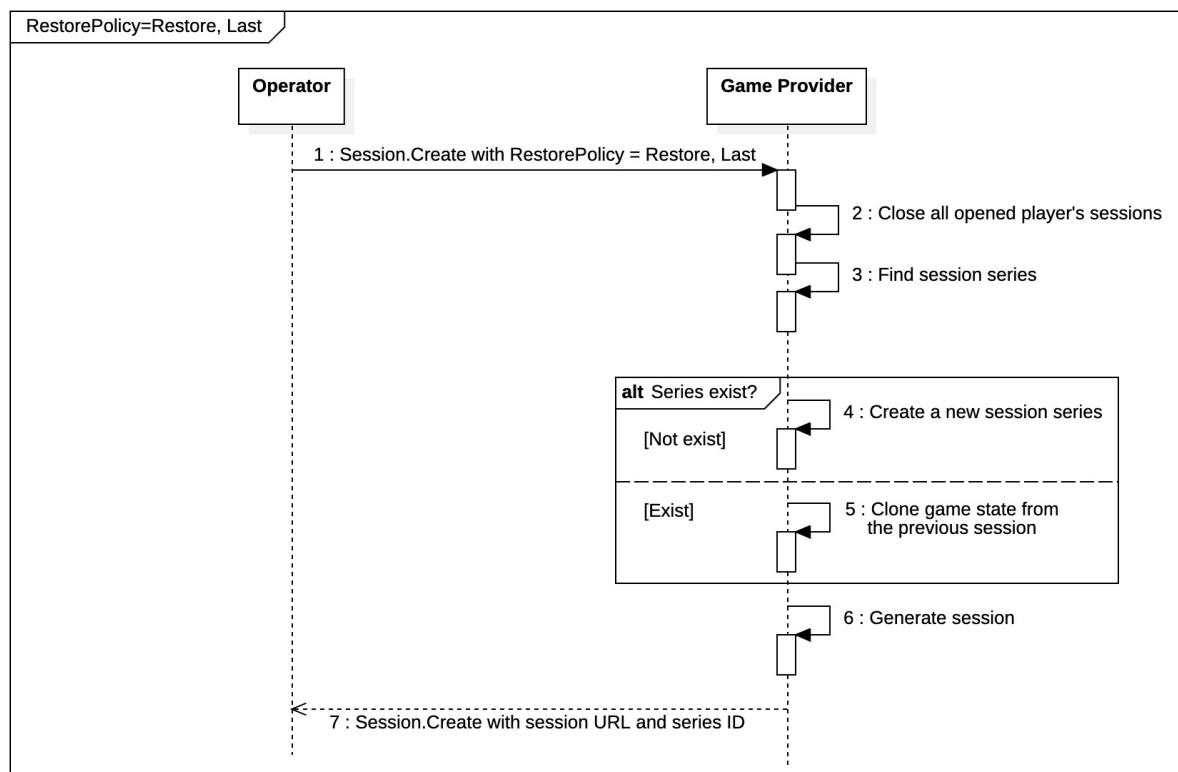 RestorePolicy=Restore, Last
Operator
Game Provider
1 : Session.Create with RestorePolicy = Restore, Last
2 : Close all opened player's sessions
3 : Find session series
alt Series exist?
4 : Create a new session series
[Not exist]
[Exist]
5 : Clone game state from
the previous session
6 : Generate session
7 : Session.Create with session URL and series ID